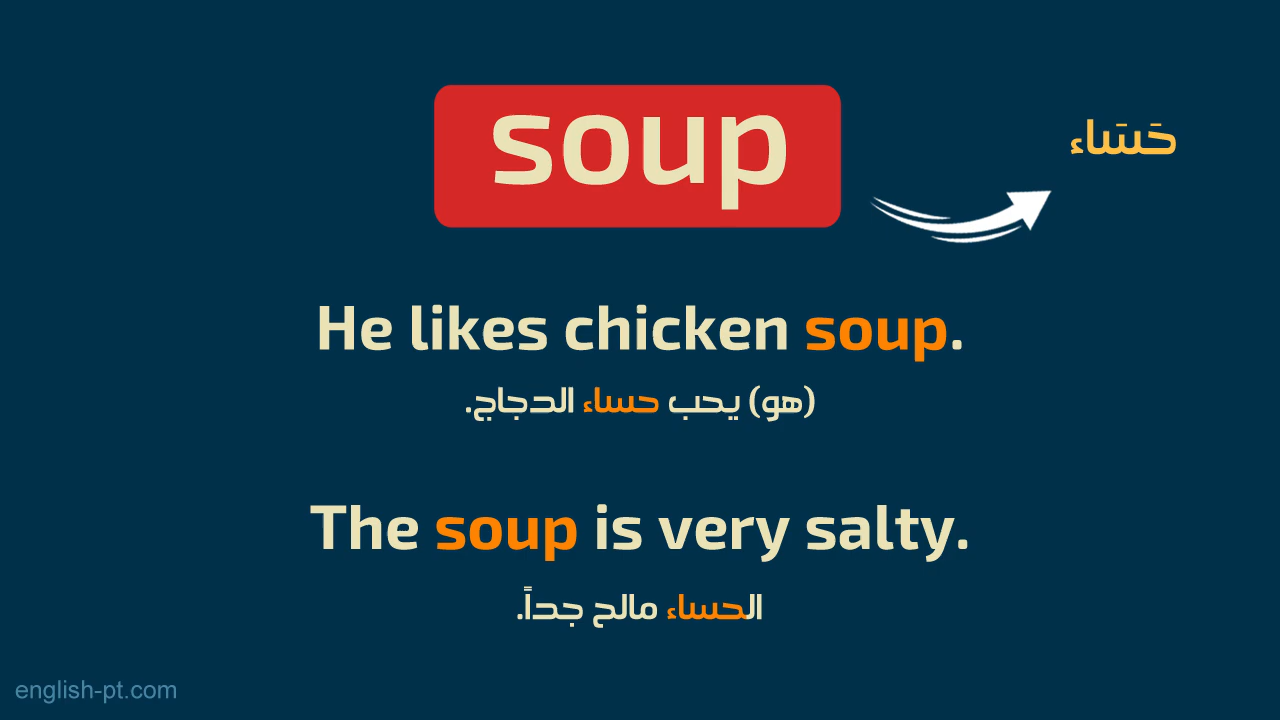 soup
حَسَاء
He likes chicken soup.
(هو) يحب حساء الدجاج.
The soup is very salty.
الحساء مالح جداً.
english-pt.com